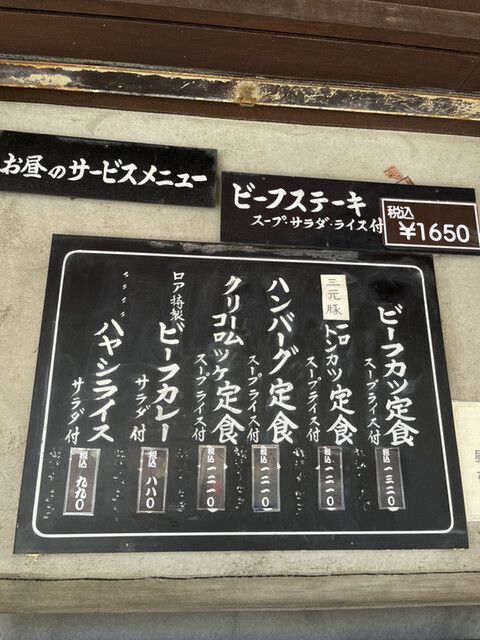 お昼のサービスメニュー
ビーフステーキ
スープ・サラダ・ライス付
税込
¥1650
ビーフカツ定食
スープライス付
税込 一三二〇
三元豚
一口トンカツ定食
スープライス付
税込 一二一〇
ハンバーグ定食
スープライス付
税込 一二一〇
クリームコロッケ定食
スープライス付
税込 一二一〇
ロア特製
ビーフカレー
サラダ付
税込 八八〇
ハヤシライス
サラダ付
税込 九九〇